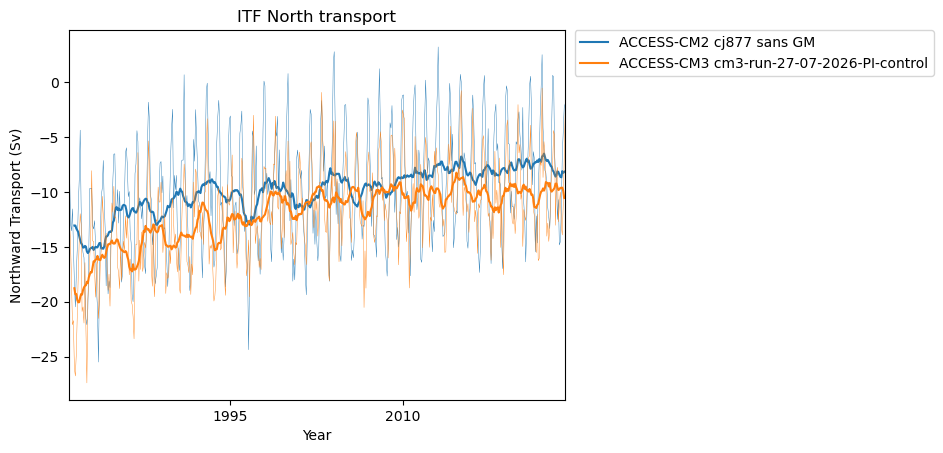 ITF North transport
ACCESS-CM2 cj877 sans GM
ACCESS-CM3 cm3-run-27-07-2026-PI-control
Northward Transport (Sv)
0
−5
−10
−15
−20
−25
1995
2010
Year